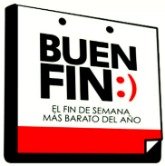 BUEN
FIN:)
EL FIN DE SEMANA
MÁS BARATO DEL AÑO